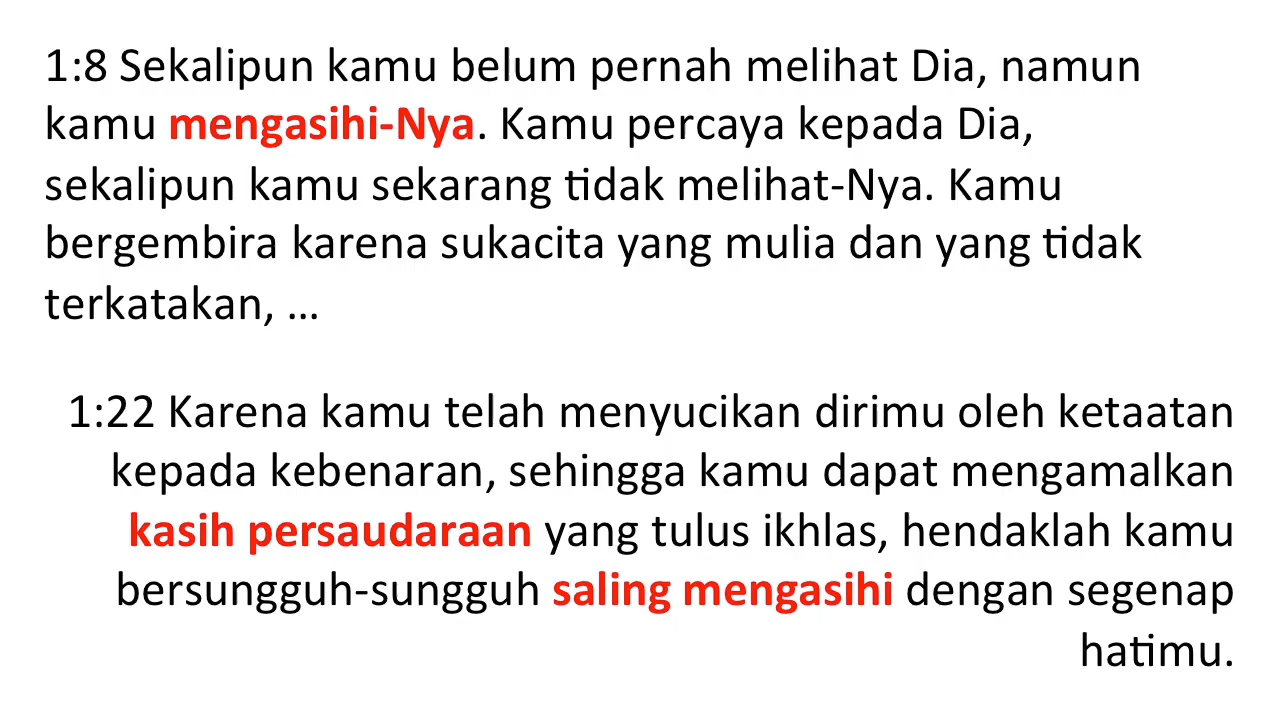 1:8 Sekalipun kamu belum pernah melihat Dia, namun
kamu mengasihi-Nya. Kamu percaya kepada Dia,
sekalipun kamu sekarang tidak melihat-Nya. Kamu
bergembira karena sukacita yang mulia dan yang tidak
terkatakan, ...
1:22 Karena kamu telah menyucikan dirimu oleh ketaatan
kepada kebenaran, sehingga kamu dapat mengamalkan
kasih persaudaraan yang tulus ikhlas, hendaklah kamu
bersungguh-sungguh saling mengasihi dengan segenap
hatimu.